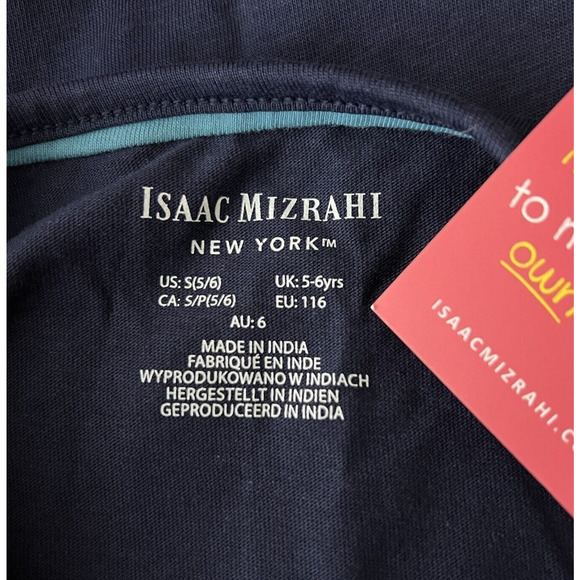 ISAAC MIZRAHI
NEW YORK™
US: S(5/6) UK: 5-6yrs
CA: S/P(5/6) EU: 116
AU: 6
MADE IN INDIA
FABRIQUÉ EN INDE
WYPRODUKOWANO W INDIACH
HERGESTELLT IN INDIEN
GEPRODUCEERD IN INDIA
to
own
ISAACMIZRAHI.C